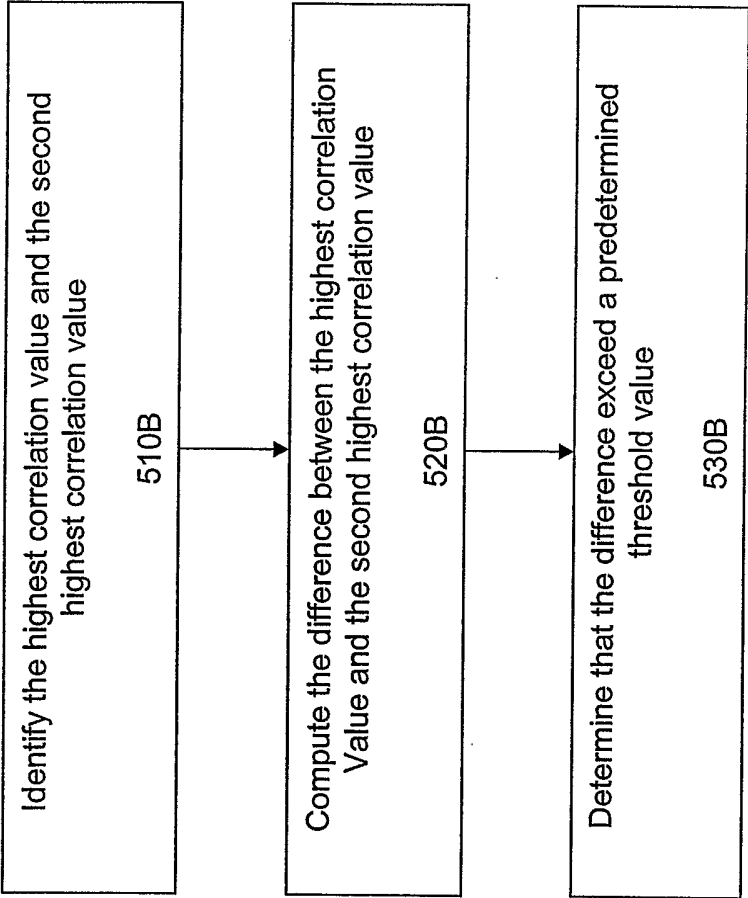 Identify the highest correlation value and the second
highest correlation value
510B
Compute the difference between the highest correlation
Value and the second highest correlation value
520B
Determine that the difference exceed a predetermined
threshold value
530B